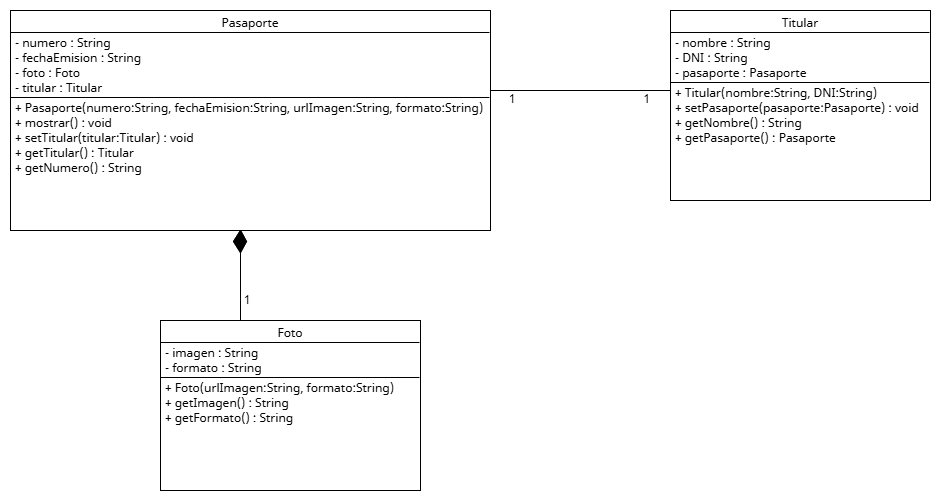 Pasaporte
- numero : String
- fechaEmision : String
- foto : Foto
- titular : Titular
+ Pasaporte(numero:String, fechaEmision:String, urlImagen:String, formato:String)
+ mostrar() : void
+ setTitular(titular:Titular) : void
+ getTitular() : Titular
+ getNumero() : String
1
1
Titular
- nombre : String
- DNI : String
- pasaporte : Pasaporte
+ Titular(nombre:String, DNI:String)
+ setPasaporte(pasaporte:Pasaporte) : void
+ getNombre() : String
+ getPasaporte() : Pasaporte
1
Foto
- imagen : String
- formato : String
+ Foto(urlImagen:String, formato:String)
+ getImagen() : String
+ getFormato() : String